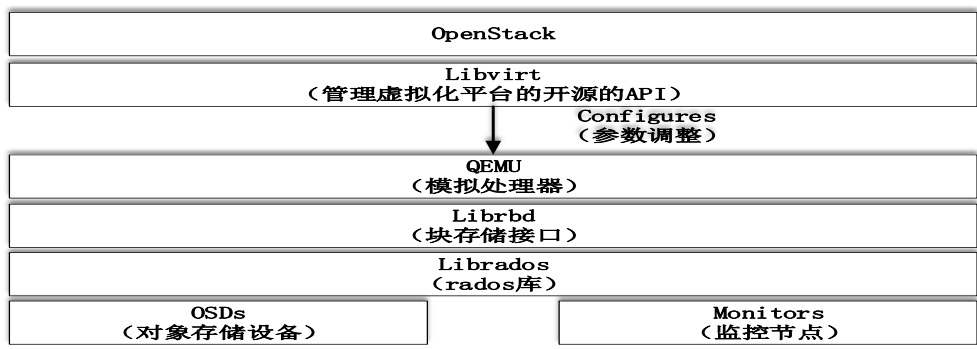 OpenStack
Libvirt
（管理虚拟化平台的开源的API）
Configures
（参数调整）
QEMU
（模拟处理器）
Librbd
（块存储接口）
Librados
（rados库）
OSDs
（对象存储设备）
Monitors
（监控节点）